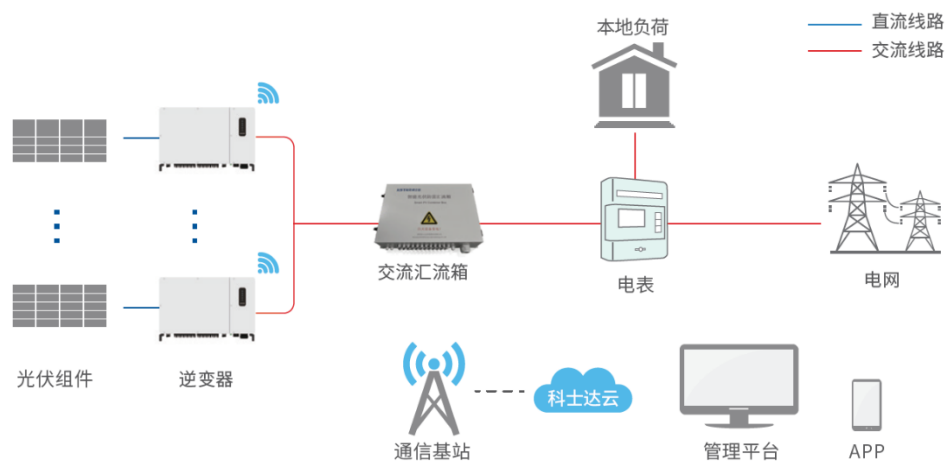 本地负荷
直流线路
交流线路
交流汇流箱
电表
电网
光伏组件
逆变器
科士达云
通信基站
管理平台
APP